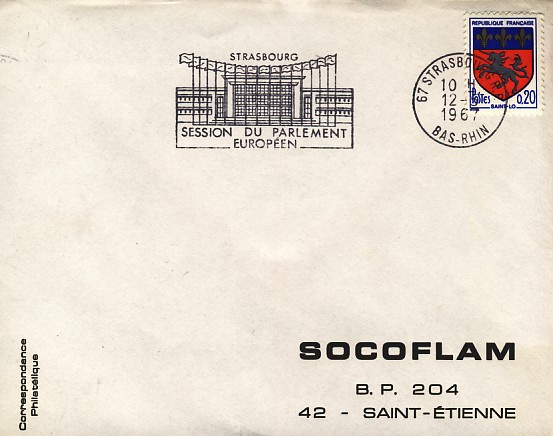 STRASBOURG
SESSION DU PARLEMENT
EUROPÉEN
67 STRASBO
10 H
12-
1967
BAS-RHIN
REPUBLIQUE FRANÇAISE
0,20
SAINT-LO
SOCOFLAM
B. P. 204
42 - SAINT-ÉTIENNE
Correspondance
Philatélique